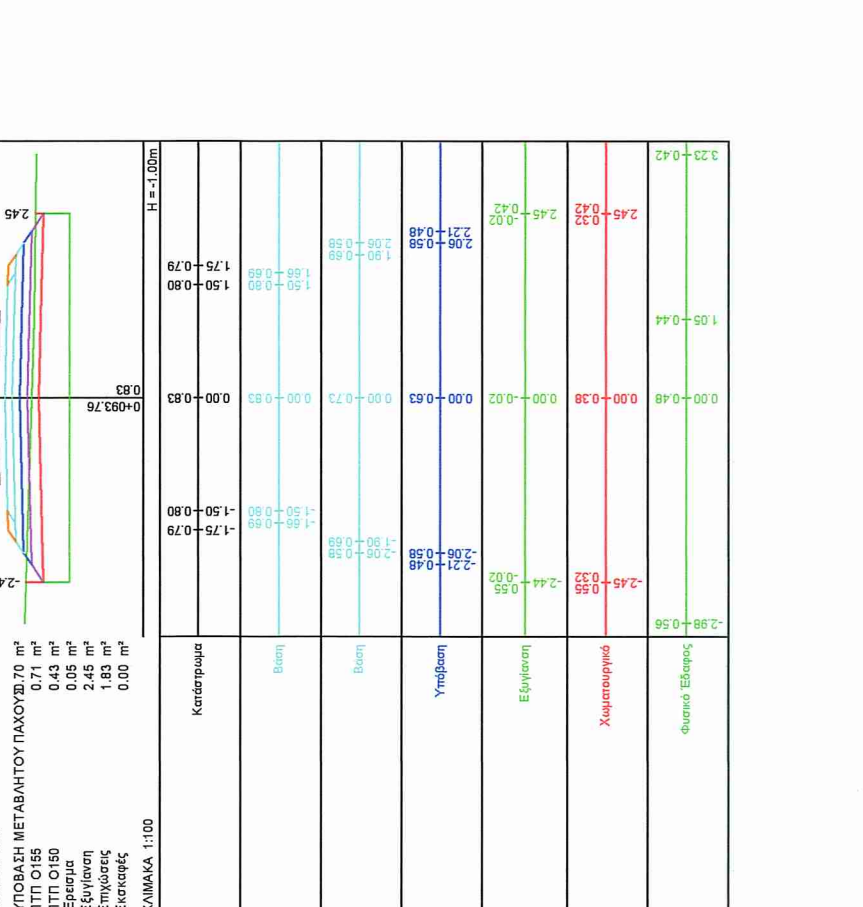 ΥΠΟΒΑΣΗ ΜΕΤΑΒΛΗΤΟΥ ΠΑΧΟΥΣ 0.70 m²
ΠΤΠ Ο155 0.71 m²
ΠΤΠ Ο150 0.43 m²
Έρεισμα 0.05 m²
Εξυγίανση 2.45 m²
Επιχώσεις 1.83 m²
Εκσκαφές 0.00 m²
ΚΛΙΜΑΚΑ 1:100
2.45
0.83
0+093.76
H = -1.00m
Κατάστρωμα
-1.75 0.79
-1.50 0.80
0.00 0.83
1.50 0.80
1.75 0.79
Βάση
-1.66 0.69
-1.50 0.80
0.00 0.83
1.50 0.80
1.66 0.69
Βάση
-2.06 0.58
-1.90 0.69
0.00 0.73
1.90 0.69
2.06 0.58
Υπόβαση
-2.21 0.48
-2.06 0.58
0.00 0.63
2.06 0.58
2.21 0.48
Εξυγίανση
-2.44 0.55
-0.02
0.00 -0.02
2.45 -0.02
0.42
Χωματουργικά
-2.45 0.55
0.32
0.00 0.38
2.45 0.32
0.42
Φυσικό Έδαφος
-2.98 0.56
0.00 0.48
1.05 0.44
3.23 0.42